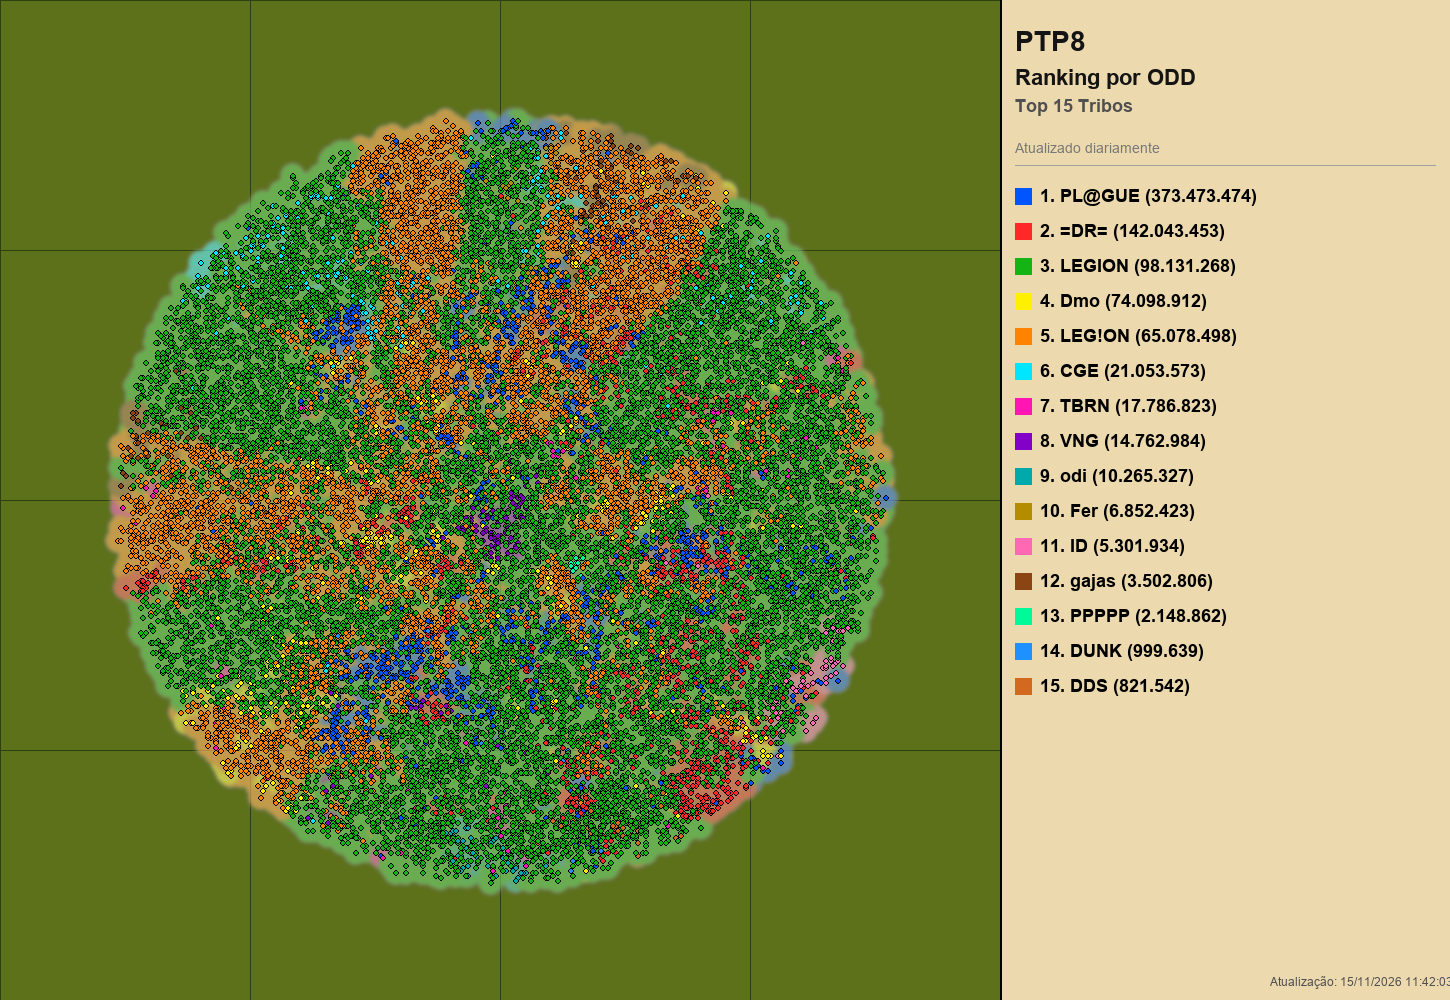 PTP8
Ranking por ODD
Top 15 Tribos
Atualizado diariamente
1. PL@GUE (373.473.474)
2. =DR= (142.043.453)
3. LEGION (98.131.268)
4. Dmo (74.098.912)
5. LEG!ON (65.078.498)
6. CGE (21.053.573)
7. TBRN (17.786.823)
8. VNG (14.762.984)
9. odi (10.265.327)
10. Fer (6.852.423)
11. ID (5.301.934)
12. gajas (3.502.806)
13. PPPPP (2.148.862)
14. DUNK (999.639)
15. DDS (821.542)
Atualização: 15/11/2026 11:42:03